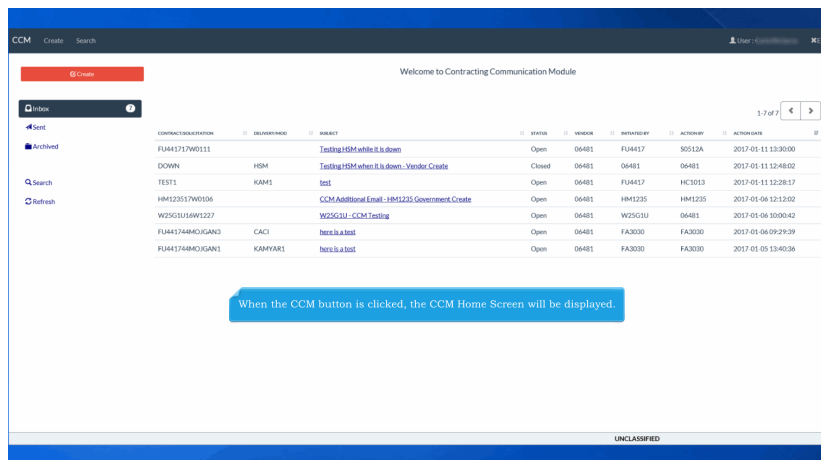 CCM Create Search User :
Create
Welcome to Contracting Communication Module
Inbox 7
1-7 of 7
Sent
CONTRACT/SOLICITATION DELIVERY/MOD SUBJECT STATUS VENDOR INITIATED BY ACTION BY ACTION DATE
Archived
FU441717W0111 Testing HSM while it is down Open 06481 FU4417 S0512A 2017-01-11 13:30:00
DOWN HSM Testing HSM when it is down - Vendor Create Closed 06481 06481 06481 2017-01-11 12:48:02
Search
TEST1 KAM1 test Open 06481 FU4417 HC1013 2017-01-11 12:28:17
HM123517W0106 CCM Additional Email - HM1235 Government Create Open 06481 HM1235 HM1235 2017-01-06 12:12:02
Refresh
W25G1U16W1227 W25G1U - CCM Testing Open 06481 W25G1U 06481 2017-01-06 10:00:42
FU441744MOJGAN3 CACI here is a test Open 06481 FA3030 FA3030 2017-01-06 09:29:39
FU441744MOJGAN1 KAMYAR1 here is a test Open 06481 FA3030 FA3030 2017-01-05 13:40:36
When the CCM button is clicked, the CCM Home Screen will be displayed.
UNCLASSIFIED